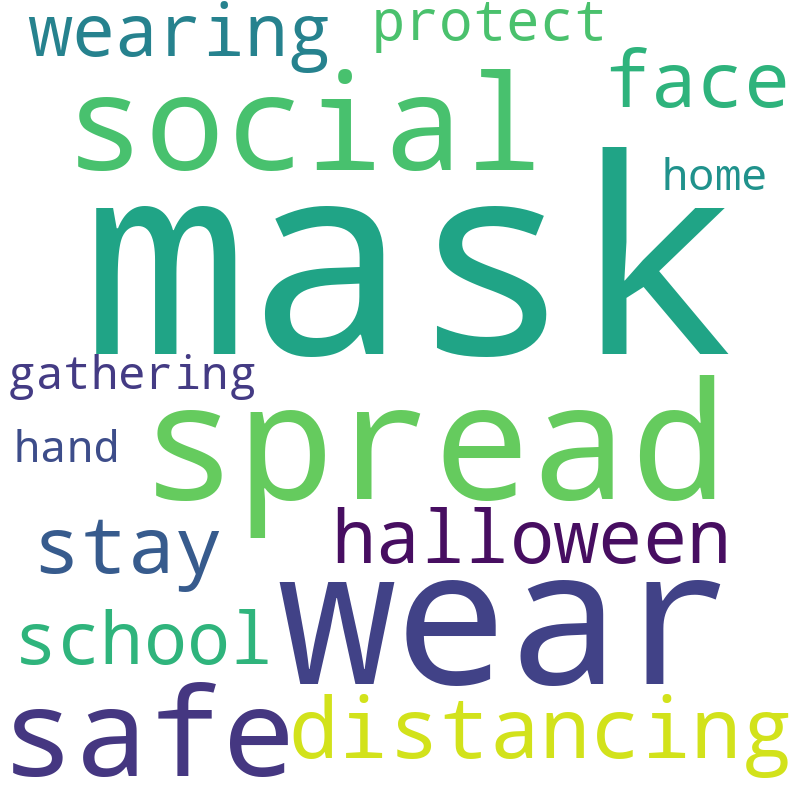 wearing protect
social face
mask home
gathering
spread
hand
stay halloween
school wear
safe distancing